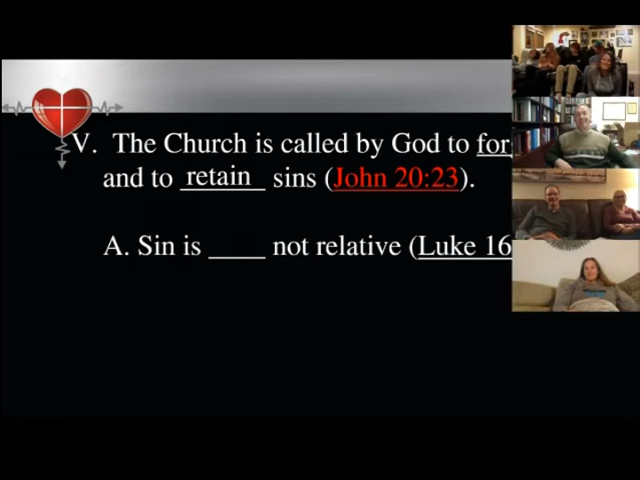 V. The Church is called by God to for
and to retain sins (John 20:23).
A. Sin is ____ not relative (Luke 16